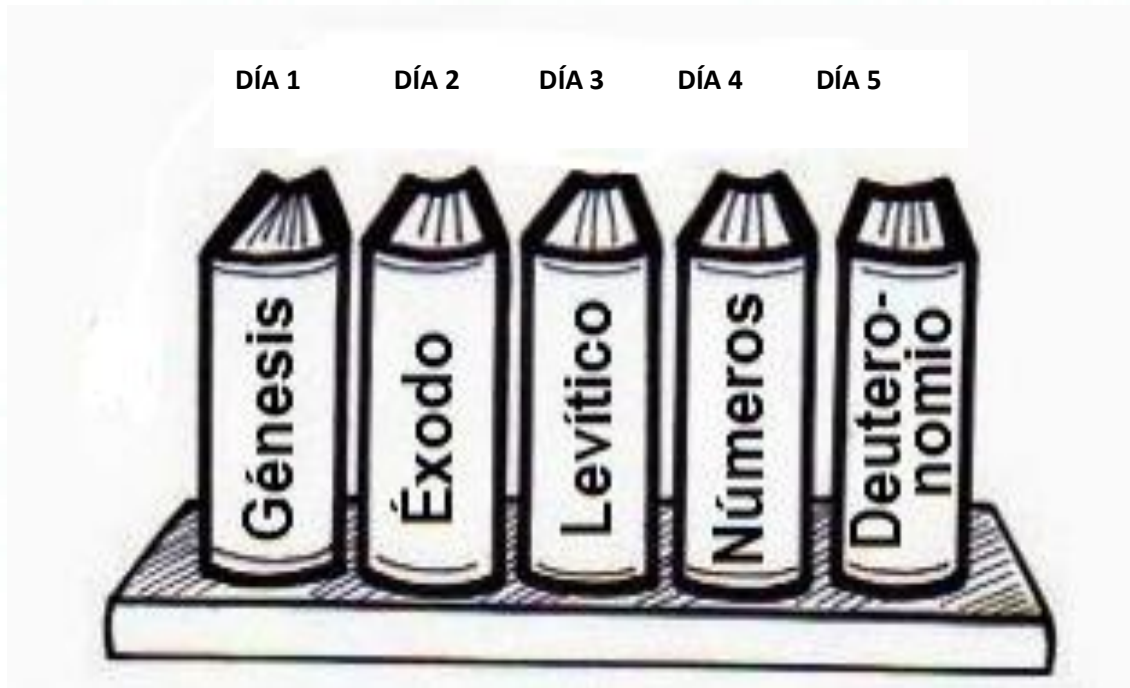 DÍA 1 DÍA 2 DÍA 3 DÍA 4 DÍA 5
Génesis
Éxodo
Levítico
Números
Deutero-
nomio